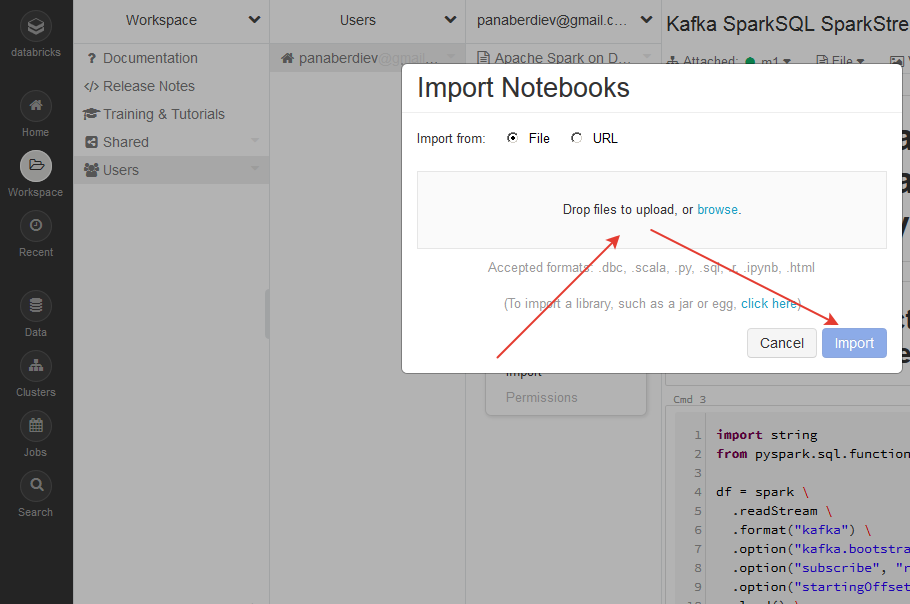 databricks
Home
Workspace
Recent
Data
Clusters
Jobs
Search
Workspace
? Documentation
</> Release Notes
Training & Tutorials
Shared
Users
Users
panaberdiev@gmail...
panaberdiev@gmail.c...
Apache Spark on D...
Import
Permissions
Kafka SparkSQL SparkStre
Attached: m1 File
Import Notebooks
Import from: File URL
Drop files to upload, or browse.
Accepted formats: .dbc, .scala, .py, .sql, .r, .ipynb, .html
(To import a library, such as a jar or egg, click here)
Cancel Import
Cmd 3
1 import string
2 from pyspark.sql.function
3
4 df = spark \
5 .readStream \
6 .format("kafka") \
7 .option("kafka.bootstra
8 .option("subscribe", "r
9 .option("startingOffset
10 .load() \